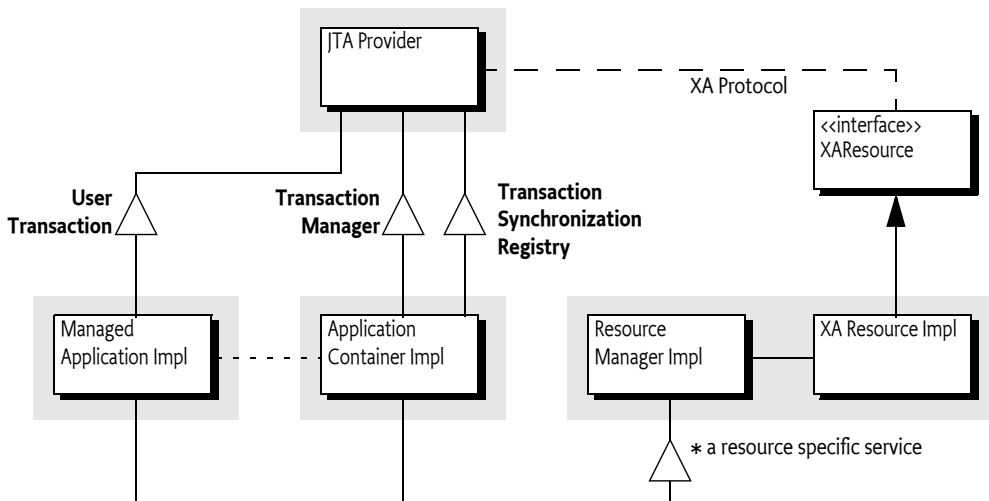 JTA Provider
XA Protocol
<<interface>>
XAResource
User
Transaction
Transaction
Manager
Transaction
Synchronization
Registry
Managed
Application Impl
Application
Container Impl
Resource
Manager Impl
XA Resource Impl
* a resource specific service